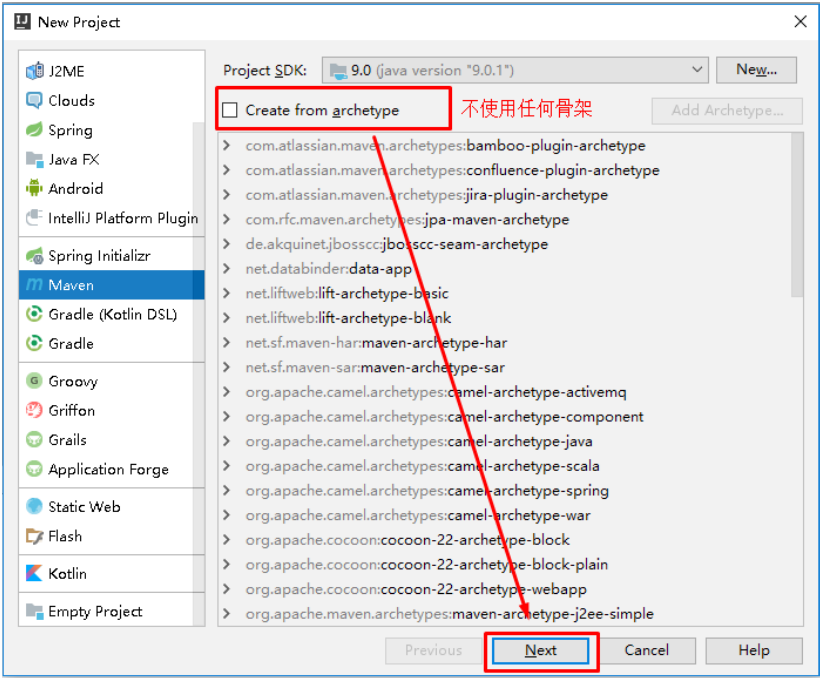 New Project
J2ME
Clouds
Spring
Java FX
Android
IntelliJ Platform Plugin
Spring Initializr
Maven
Gradle (Kotlin DSL)
Gradle
Groovy
Griffon
Grails
Application Forge
Static Web
Flash
Kotlin
Empty Project
Project SDK: 9.0 (java version "9.0.1") New...
Create from archetype 不使用任何骨架 Add Archetype...
com.atlassian.maven.archetypes:bamboo-plugin-archetype
com.atlassian.maven.archetypes:confluence-plugin-archetype
com.atlassian.maven.archetypes:jira-plugin-archetype
com.rfc.maven.archetypes:jpa-maven-archetype
de.akquinet.jbosscc:jbosscc-seam-archetype
net.databinder:data-app
net.liftweb:lift-archetype-basic
net.liftweb:lift-archetype-blank
net.sf.maven-har:maven-archetype-har
net.sf.maven-sar:maven-archetype-sar
org.apache.camel.archetypes:camel-archetype-activemq
org.apache.camel.archetypes:camel-archetype-component
org.apache.camel.archetypes:camel-archetype-java
org.apache.camel.archetypes:camel-archetype-scala
org.apache.camel.archetypes:camel-archetype-spring
org.apache.camel.archetypes:camel-archetype-war
org.apache.cocoon:cocoon-22-archetype-block
org.apache.cocoon:cocoon-22-archetype-block-plain
org.apache.cocoon:cocoon-22-archetype-webapp
org.apache.maven.archetypes:maven-archetype-j2ee-simple
Previous Next Cancel Help